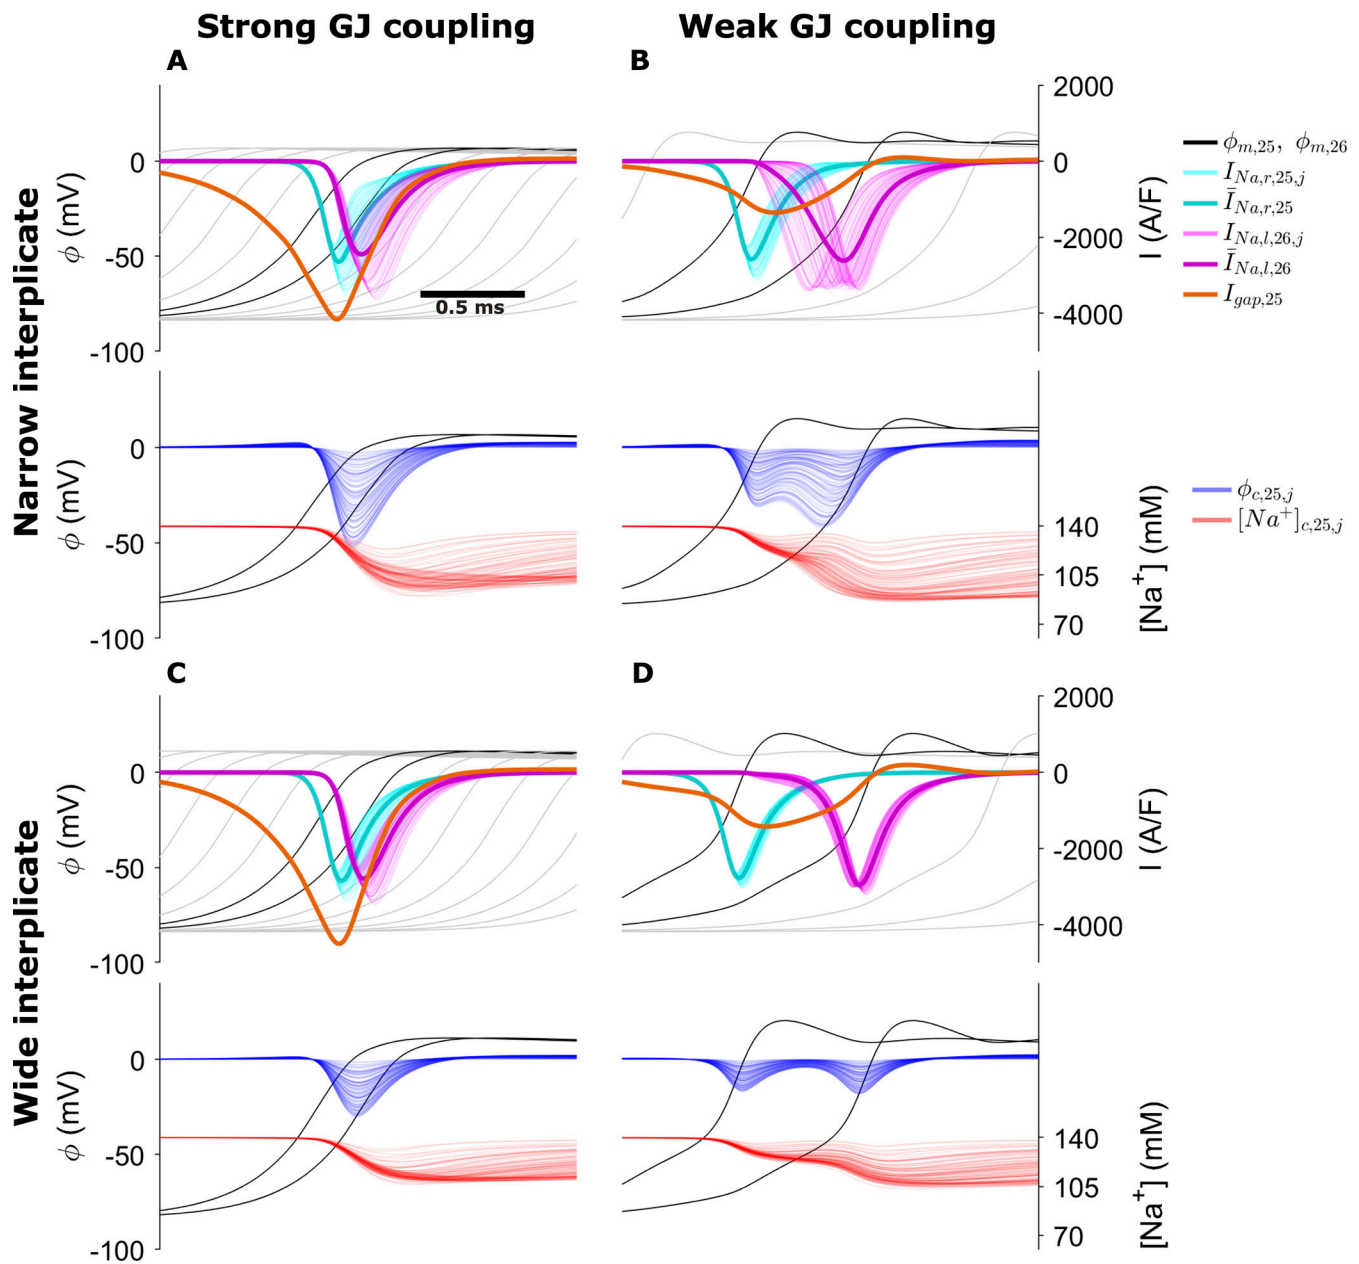 Strong GJ coupling
Weak GJ coupling
Narrow interplicate
Wide interplicate
A
0
-50
-100
ϕ (mV)
0.5 ms
B
2000
0
-2000
-4000
I (A/F)
ϕm,25, ϕm,26
INa,r,25,j
ĪNa,r,25
INa,l,26,j
ĪNa,l,26
Igap,25
0
-50
-100
ϕ (mV)
140
105
70
[Na+] (mM)
ϕc,25,j
[Na+]c,25,j
C
0
-50
-100
ϕ (mV)
D
2000
0
-2000
-4000
I (A/F)
0
-50
-100
ϕ (mV)
140
105
70
[Na+] (mM)